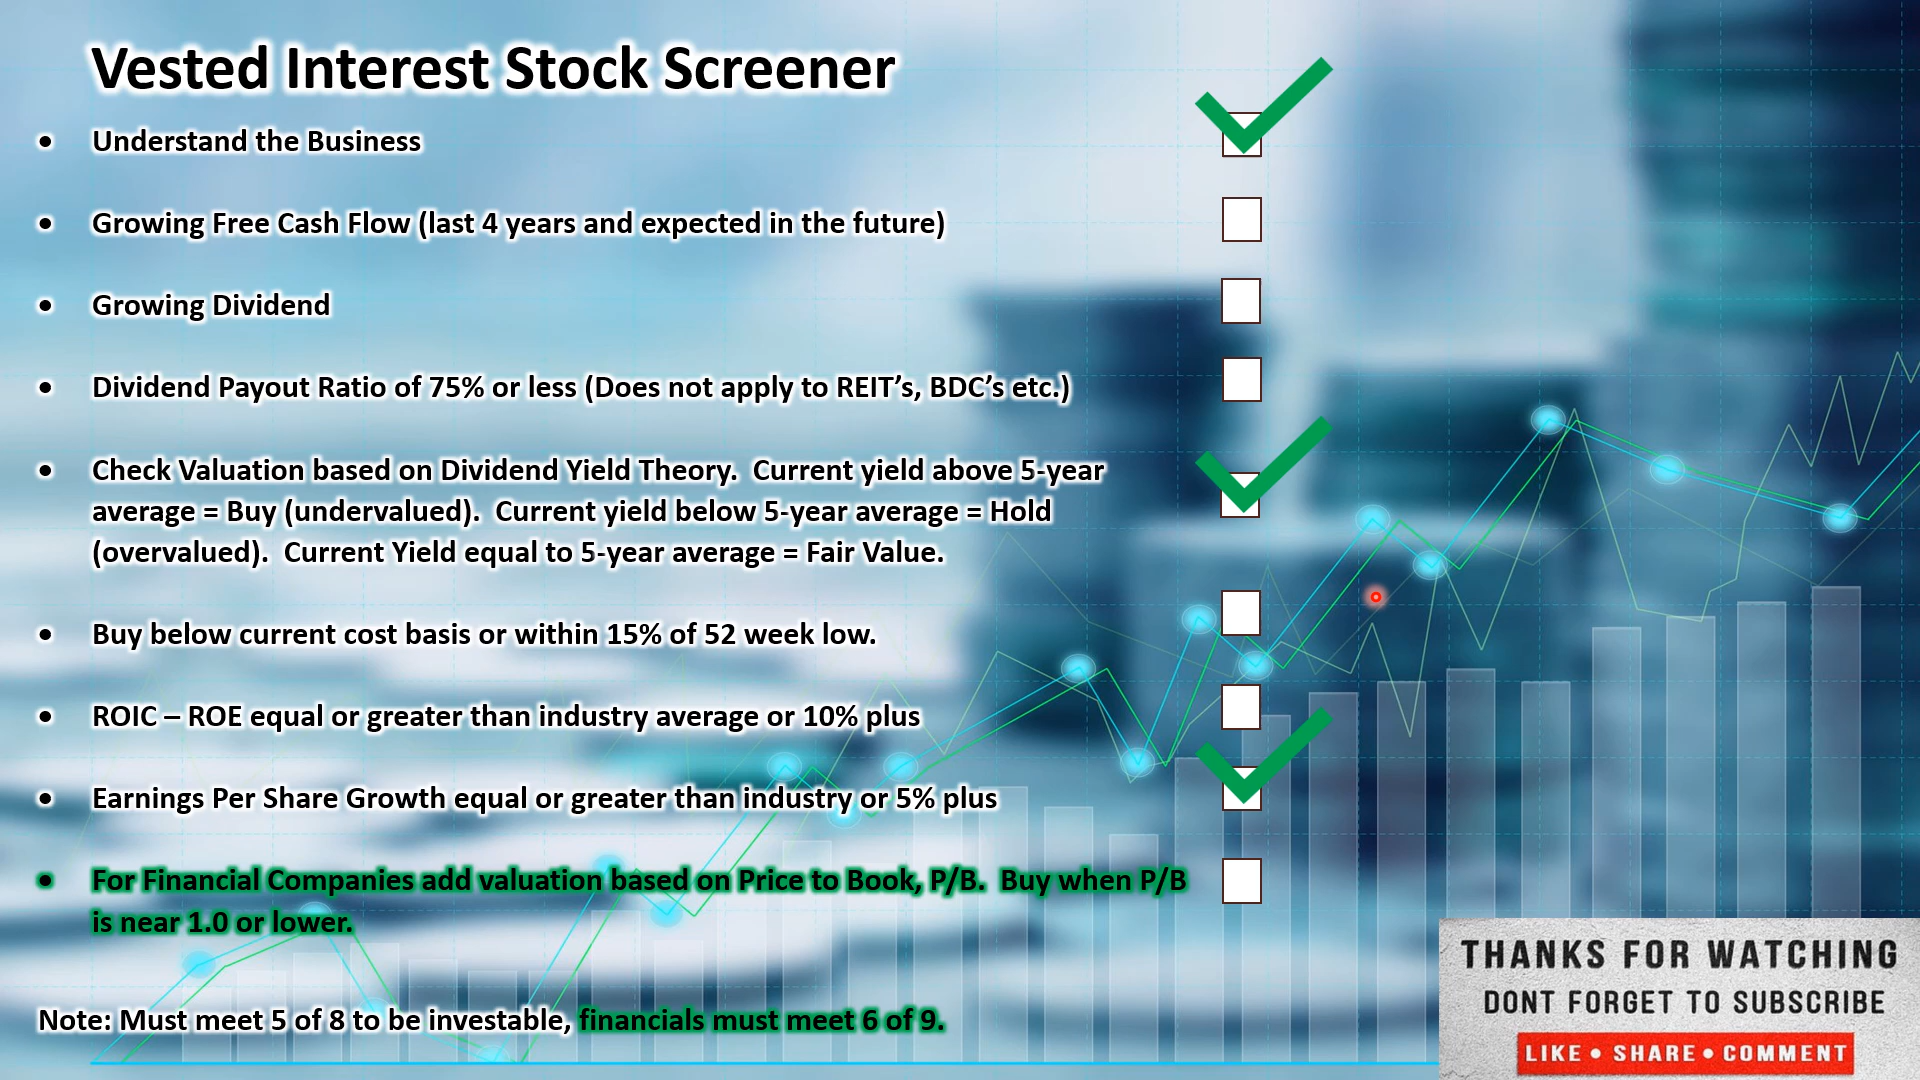 Vested Interest Stock Screener
• Understand the Business
• Growing Free Cash Flow (last 4 years and expected in the future)
• Growing Dividend
• Dividend Payout Ratio of 75% or less (Does not apply to REIT’s, BDC’s etc.)
• Check Valuation based on Dividend Yield Theory.  Current yield above 5-year
average = Buy (undervalued).  Current yield below 5-year average = Hold
(overvalued).  Current Yield equal to 5-year average = Fair Value.
• Buy below current cost basis or within 15% of 52 week low.
• ROIC – ROE equal or greater than industry average or 10% plus
• Earnings Per Share Growth equal or greater than industry or 5% plus
• For Financial Companies add valuation based on Price to Book, P/B.  Buy when P/B
is near 1.0 or lower.
Note: Must meet 5 of 8 to be investable, financials must meet 6 of 9.
THANKS FOR WATCHING
DONT FORGET TO SUBSCRIBE
LIKE • SHARE • COMMENT